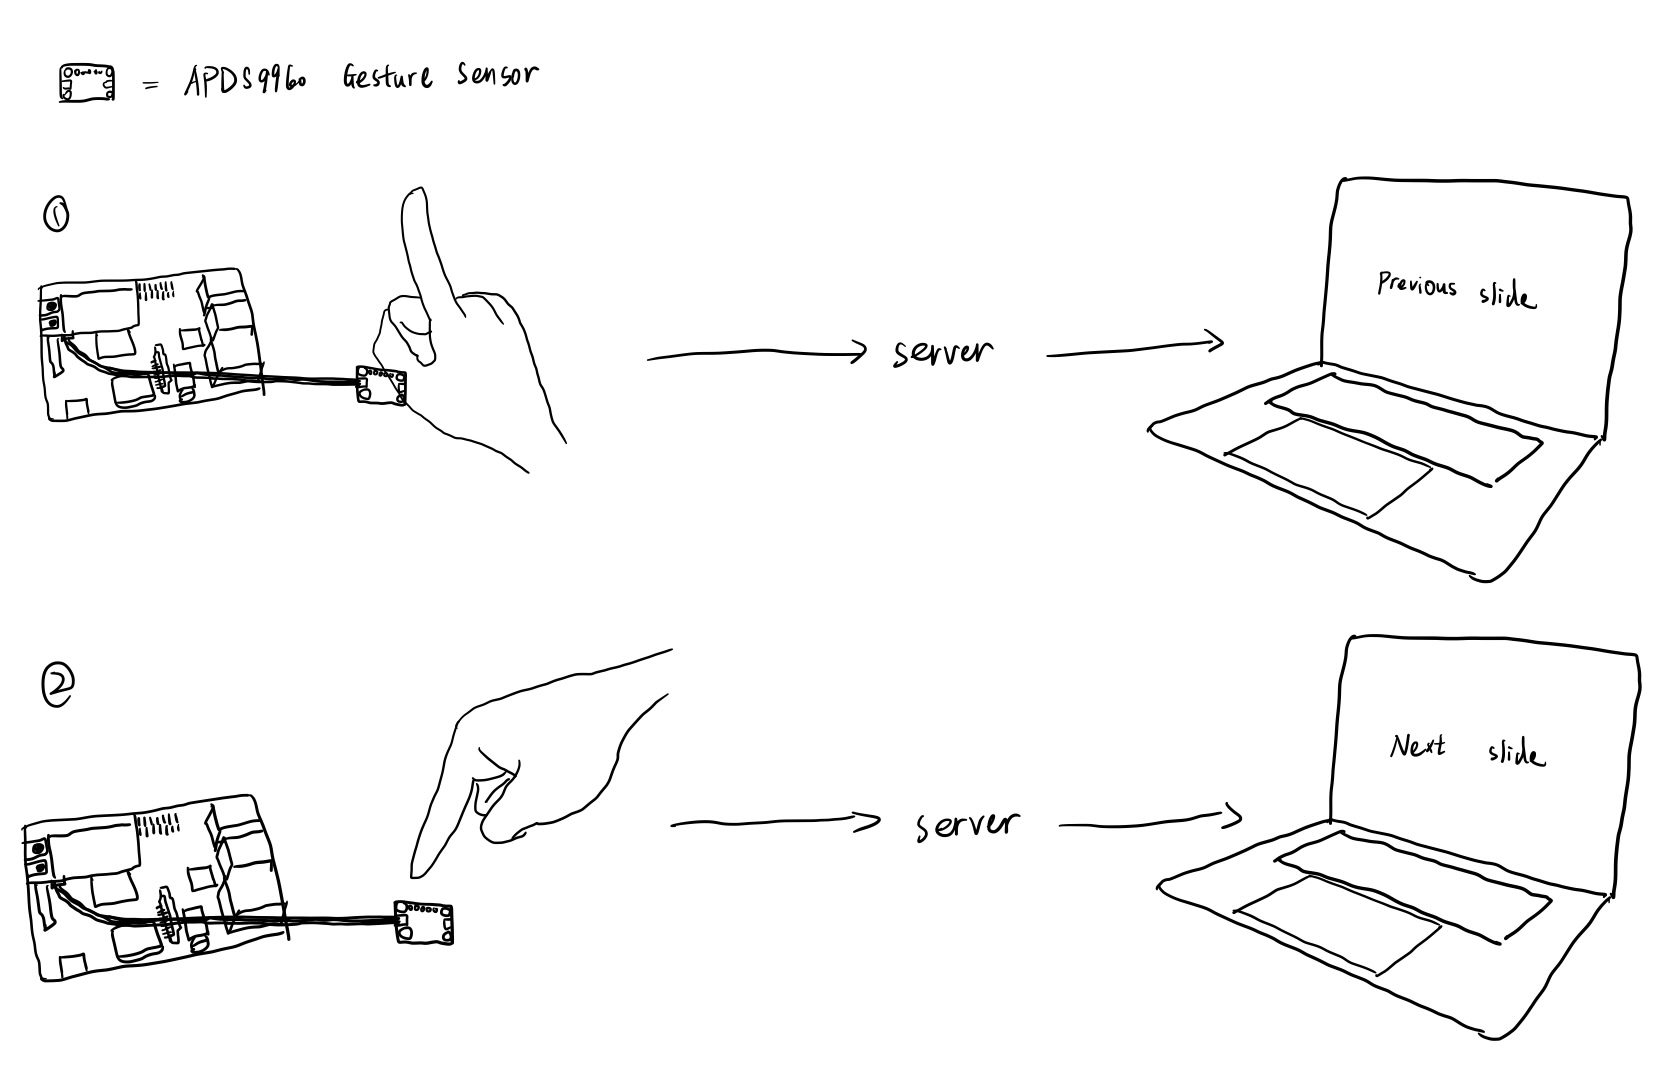 = APDS9960 Gesture Sensor
①
server
Previous slide
②
server
Next slide